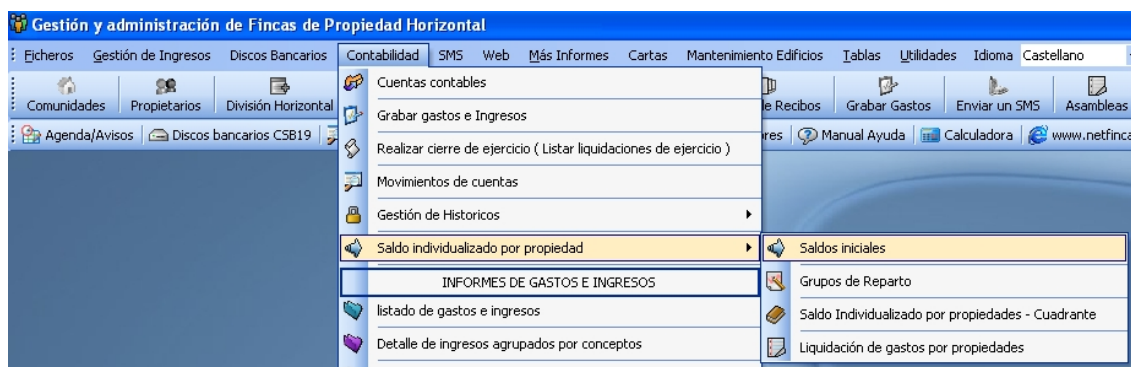 Gestión y administración de Fincas de Propiedad Horizontal
Ficheros Gestión de Ingresos Discos Bancarios Contabilidad SMS Web Más Informes Cartas Mantenimiento Edificios Tablas Utilidades Idioma Castellano
Comunidades Propietarios División Horizontal de Recibos Grabar Gastos Enviar un SMS Asambleas
Agenda/Avisos Discos bancarios CSB19 Manual Ayuda Calculadora www.netfinca
Cuentas contables
Grabar gastos e Ingresos
Realizar cierre de ejercicio ( Listar liquidaciones de ejercicio )
Movimientos de cuentas
Gestión de Historicos
Saldo individualizado por propiedad
INFORMES DE GASTOS E INGRESOS
listado de gastos e ingresos
Detalle de ingresos agrupados por conceptos
Saldos iniciales
Grupos de Reparto
Saldo Individualizado por propiedades - Cuadrante
Liquidación de gastos por propiedades